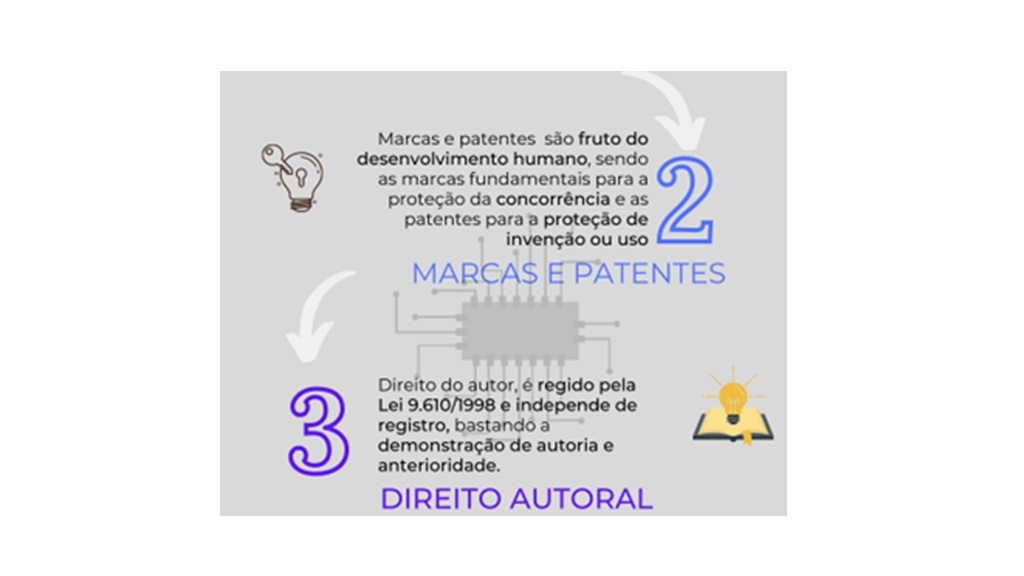 Marcas e patentes são fruto do
desenvolvimento humano, sendo
as marcas fundamentais para a
proteção da concorrência e as
patentes para a proteção de
invenção ou uso
2
MARCAS E PATENTES
3
Direito do autor, é regido pela
Lei 9.610/1998 e independe de
registro, bastando a
demonstração de autoria e
anterioridade.
DIREITO AUTORAL